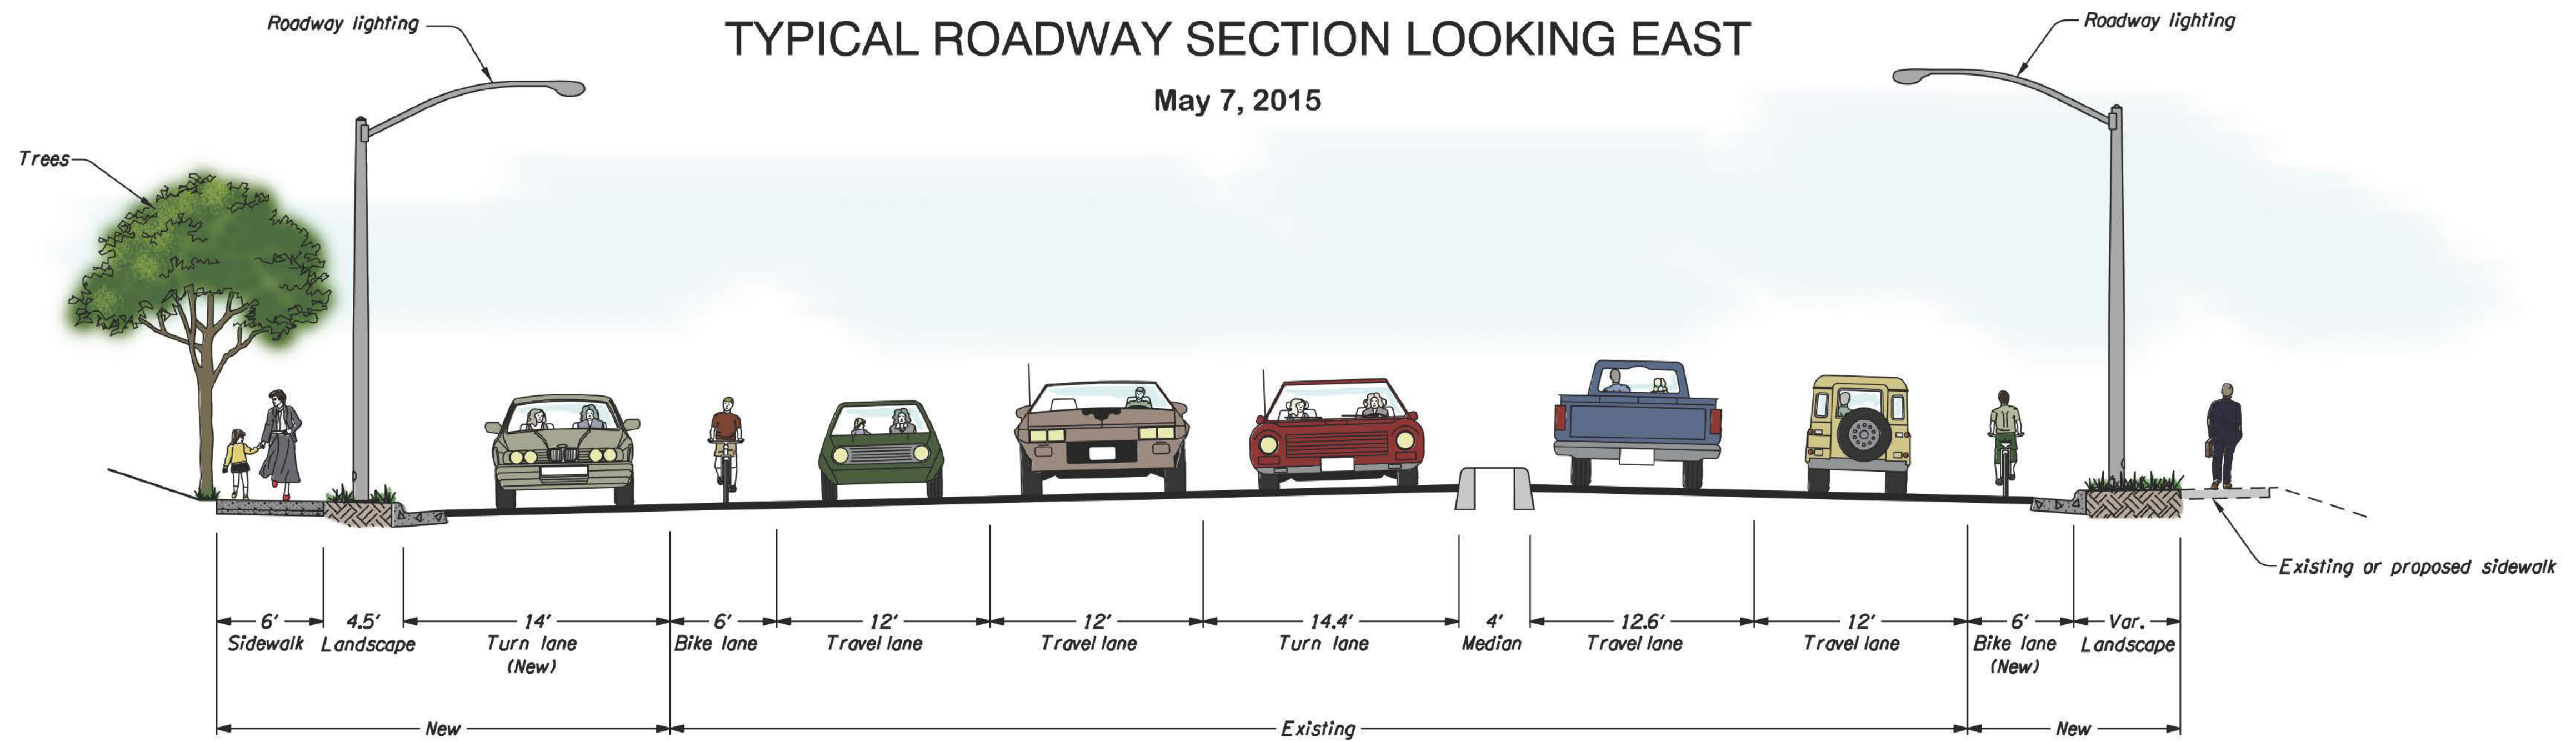 TYPICAL ROADWAY SECTION LOOKING EAST
May 7, 2015
Roadway lighting
Roadway lighting
Trees
Existing or proposed sidewalk
6' 4.5' 14' 6' 12' 12' 14.4' 4' 12.6' 12' 6' Var.
Sidewalk Landscape Turn lane Bike lane Travel lane Travel lane Turn lane Median Travel lane Travel lane Bike lane Landscape
(New) (New)
New Existing New